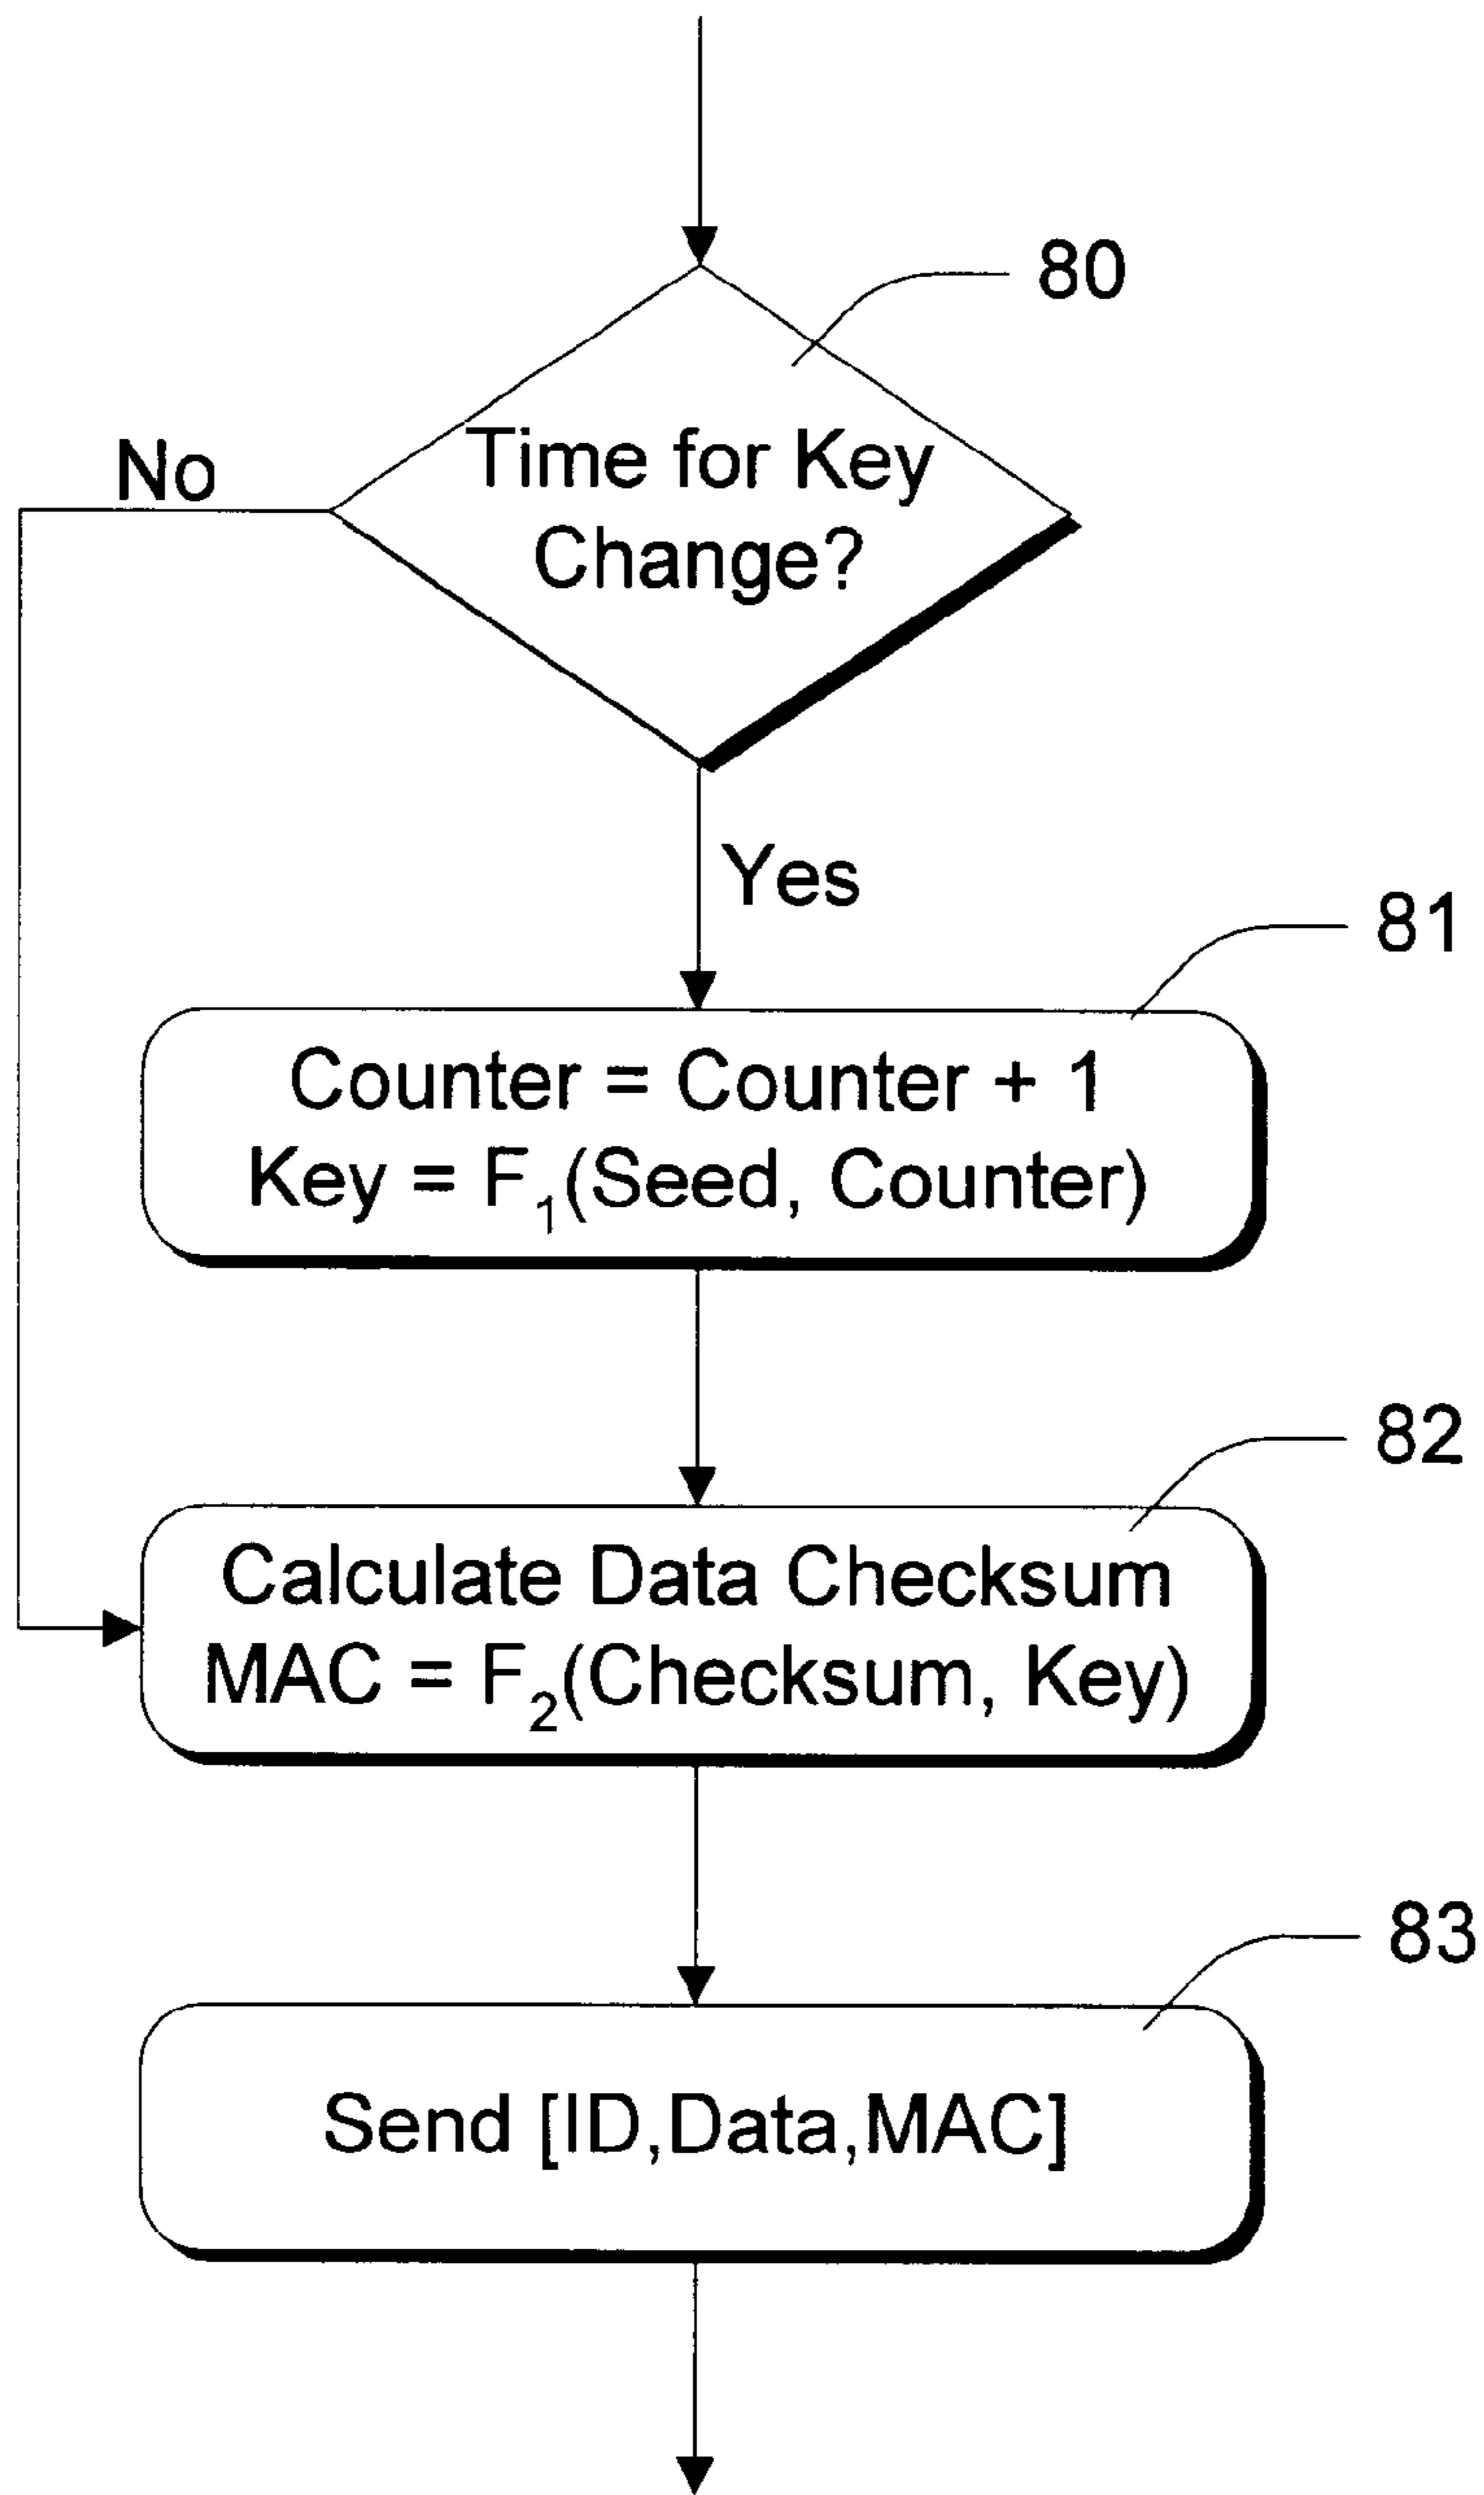 80
Time for Key
Change?
No
Yes
81
Counter = Counter + 1
Key = F₁(Seed, Counter)
82
Calculate Data Checksum
MAC = F₂(Checksum, Key)
83
Send [ID,Data,MAC]